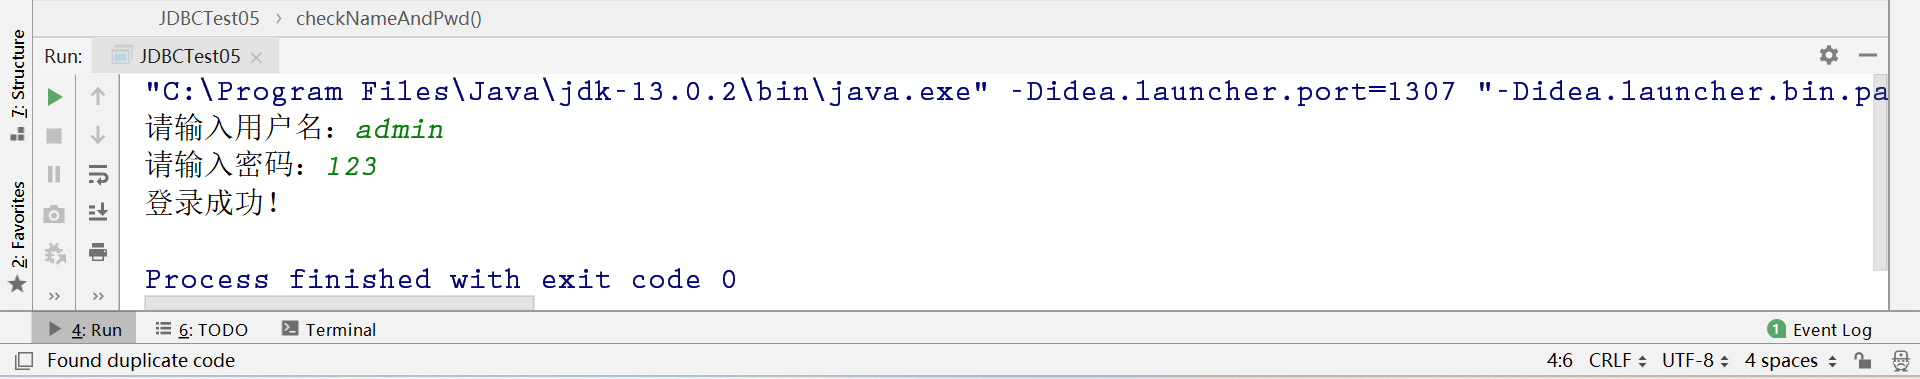 JDBCTest05 › checkNameAndPwd()
7: Structure
Run: JDBCTest05
"C:\Program Files\Java\jdk-13.0.2\bin\java.exe" -Didea.launcher.port=1307 "-Didea.launcher.bin.pa
请输入用户名：admin
请输入密码：123
登录成功！
2: Favorites
Process finished with exit code 0
4: Run 6: TODO Terminal 1 Event Log
Found duplicate code 4:6 CRLF UTF-8 4 spaces